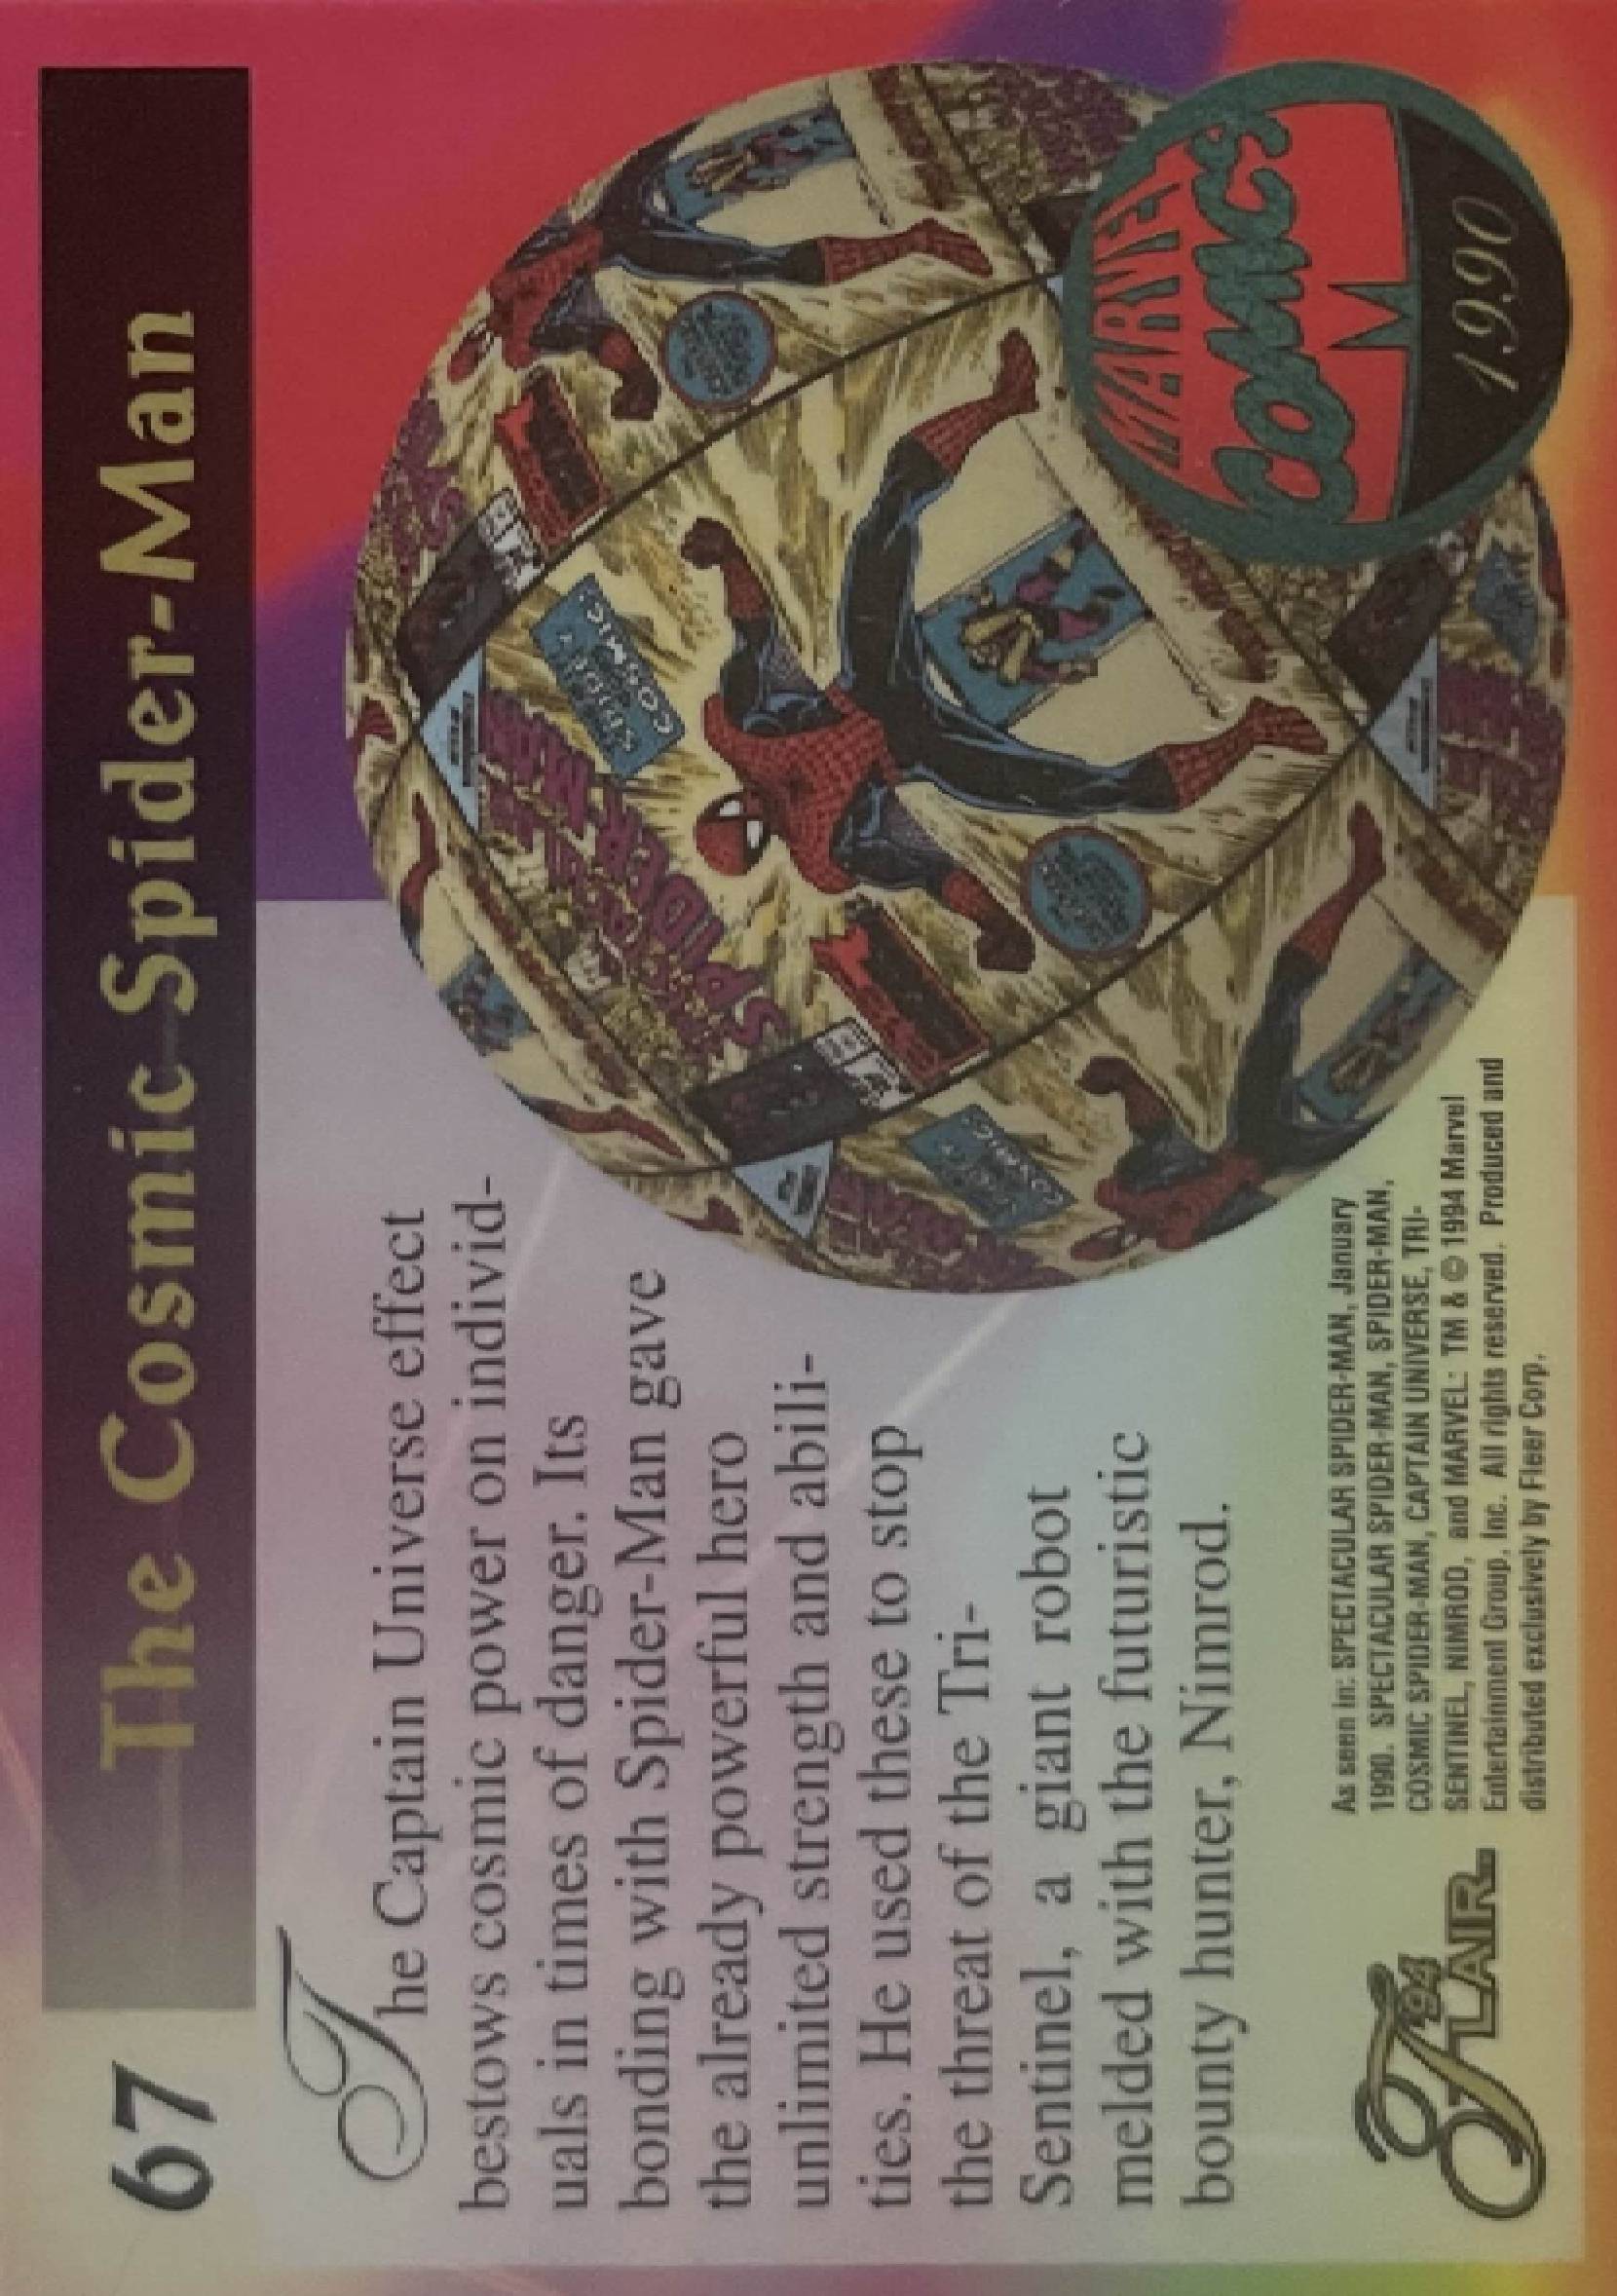 67
The Cosmic Spider-Man
The Captain Universe effect
bestows cosmic power on individ-
uals in times of danger. Its
bonding with Spider-Man gave
the already powerful hero
unlimited strength and abili-
ties. He used these to stop
the threat of the Tri-
Sentinel, a giant robot
melded with the futuristic
bounty hunter, Nimrod.
SPIDER-MAN
SPIDEY
COSMIC!
COSMIC
MARVEL
COMICS
M
1990
'94
FLAIR
As seen in: SPECTACULAR SPIDER-MAN, January
1990. SPECTACULAR SPIDER-MAN, SPIDER-MAN,
COSMIC SPIDER-MAN, CAPTAIN UNIVERSE, TRI-
SENTINEL, NIMROD, and MARVEL: TM & © 1994 Marvel
Entertainment Group, Inc. All rights reserved. Produced and
distributed exclusively by Fleer Corp.